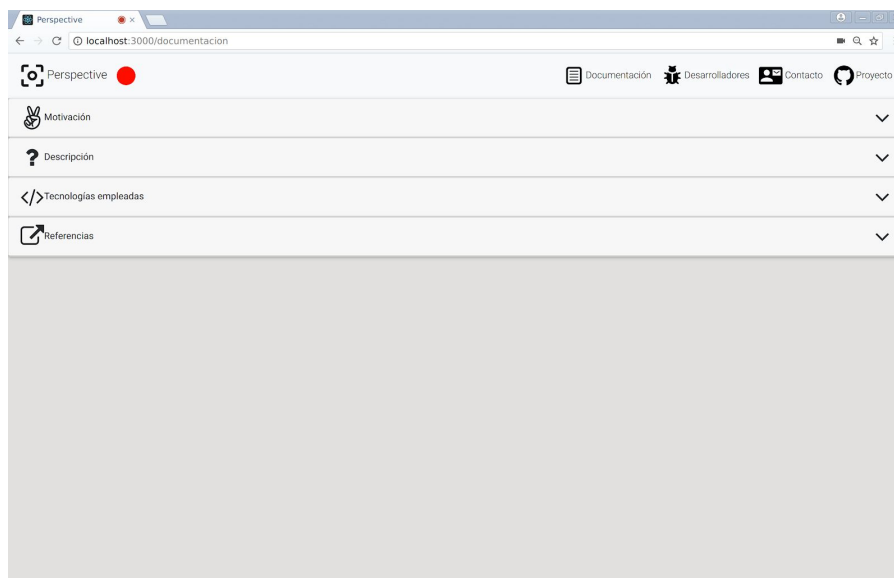 Perspective
localhost:3000/documentacion
Perspective Documentación Desarrolladores Contacto Proyecto
Motivación
Descripción
Tecnologías empleadas
Referencias